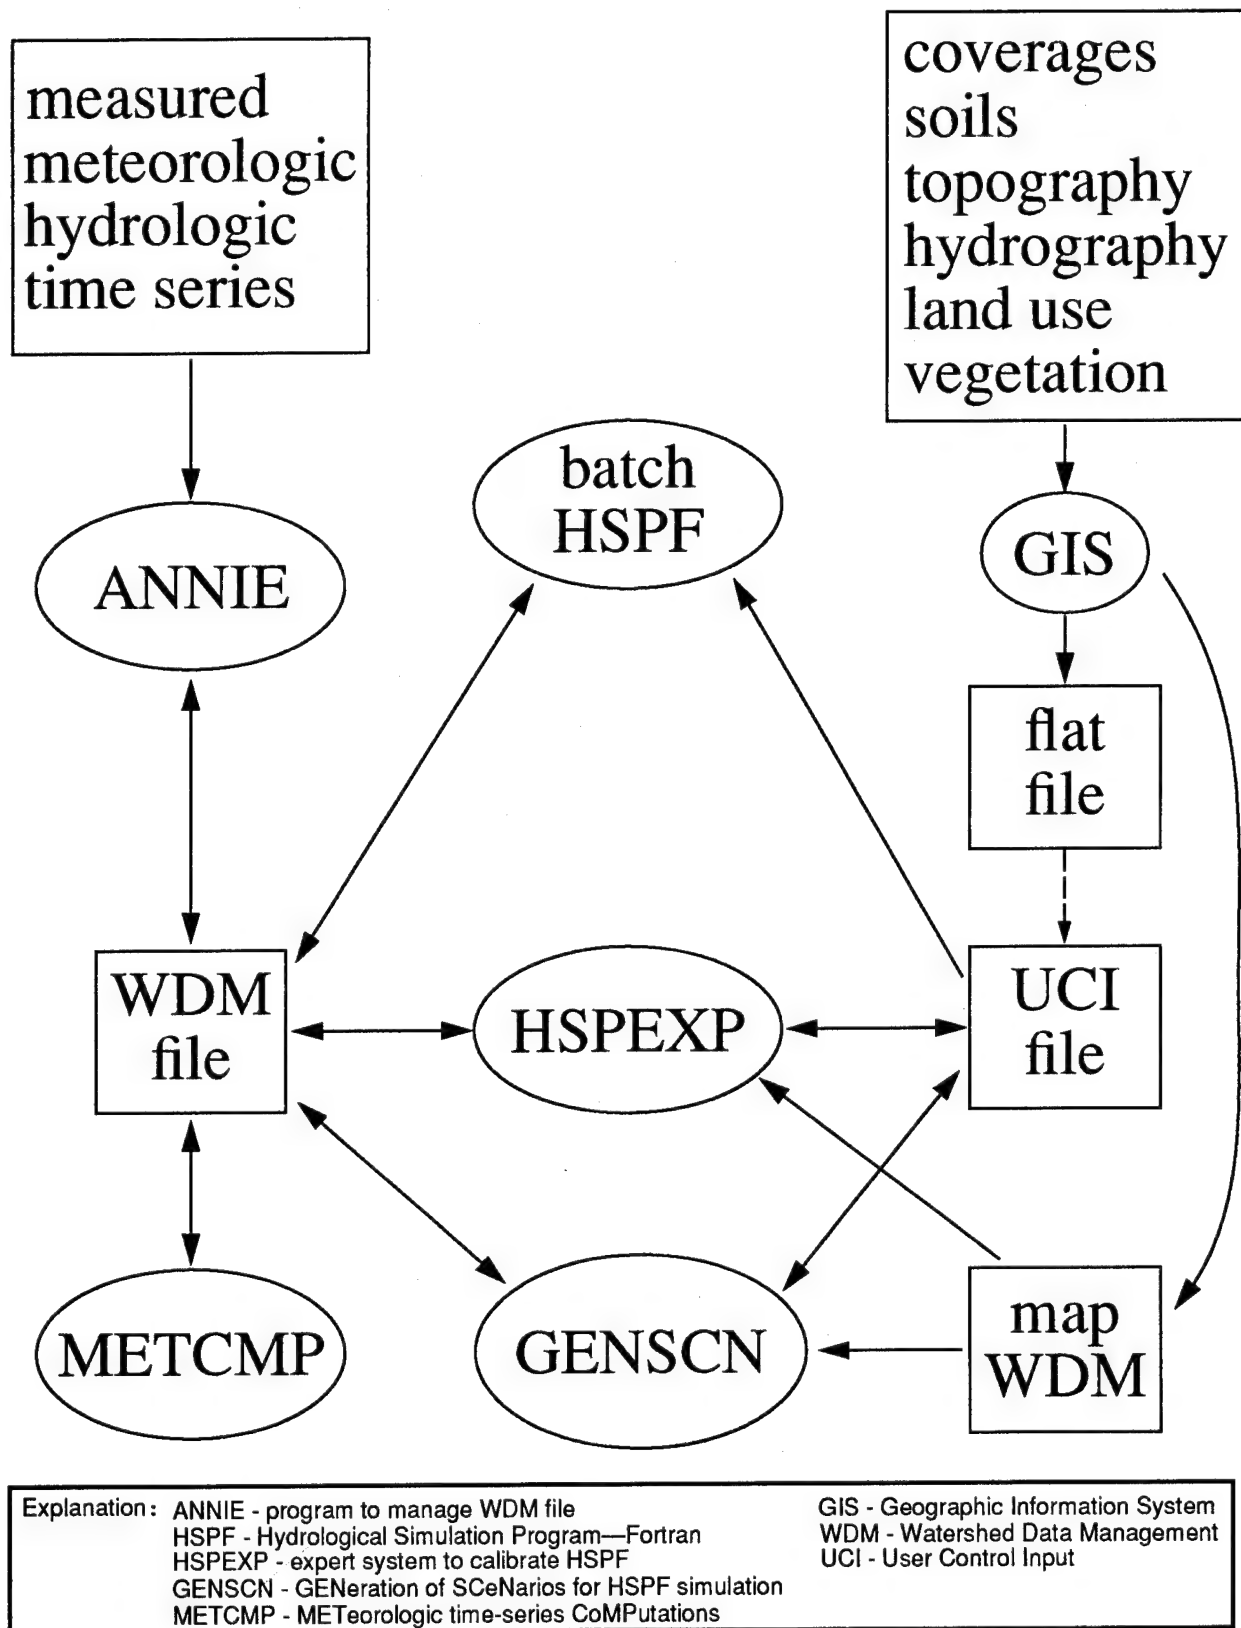 measured
meteorologic
hydrologic
time series
coverages
soils
topography
hydrography
land use
vegetation
batch
HSPF
ANNIE
GIS
flat
file
WDM
file
HSPEXP
UCI
file
METCMP
GENSCN
map
WDM
Explanation: ANNIE - program to manage WDM file
HSPF - Hydrological Simulation Program—Fortran
HSPEXP - expert system to calibrate HSPF
GENSCN - GENeration of SCeNarios for HSPF simulation
METCMP - METeorologic time-series CoMPutations
GIS - Geographic Information System
WDM - Watershed Data Management
UCI - User Control Input